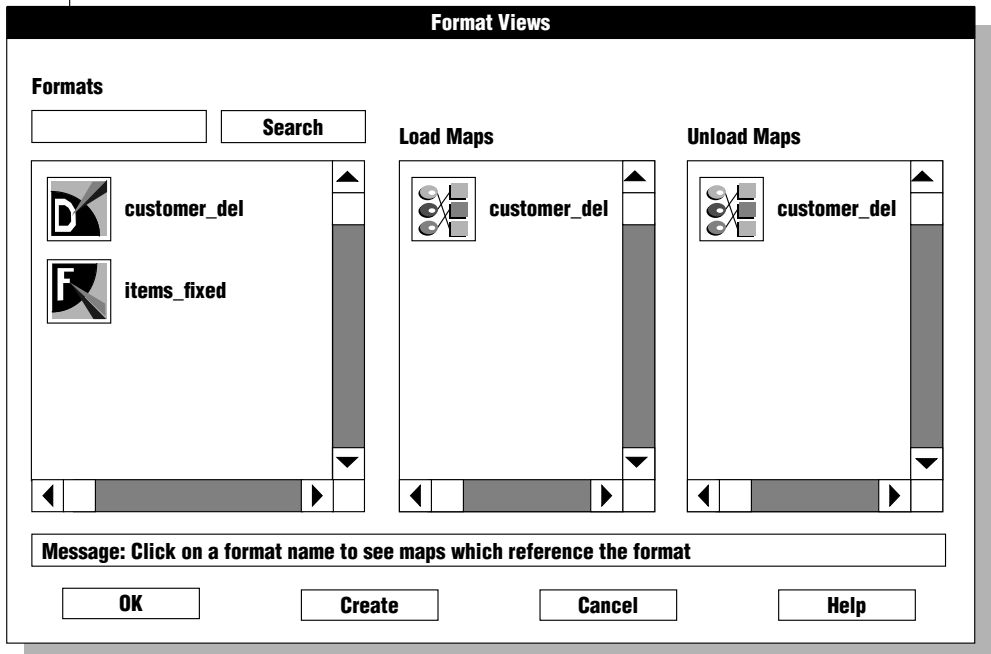 Format Views
Formats
Search
Load Maps
Unload Maps
D customer_del
F items_fixed
customer_del
customer_del
Message: Click on a format name to see maps which reference the format
OK
Create
Cancel
Help